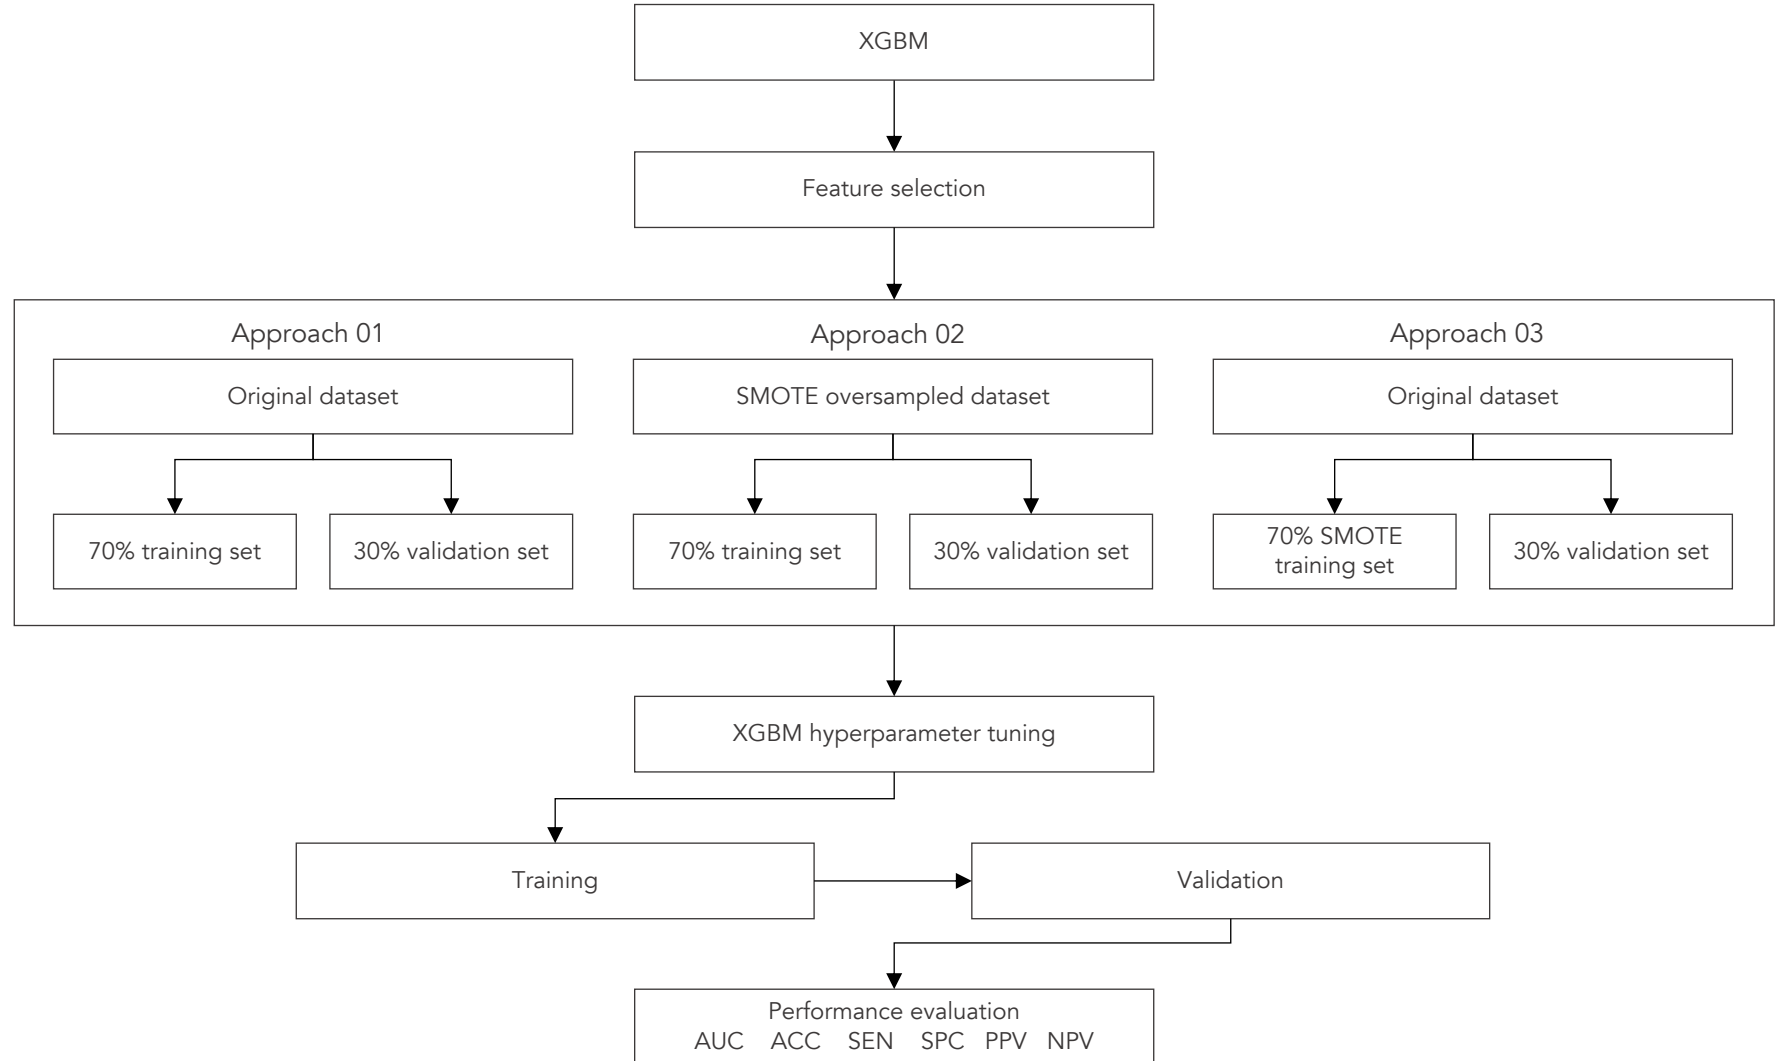 XGBM
Feature selection
Approach 01
Approach 02
Approach 03
Original dataset
SMOTE oversampled dataset
Original dataset
70% training set
30% validation set
70% training set
30% validation set
70% SMOTE
training set
30% validation set
XGBM hyperparameter tuning
Training
Validation
Performance evaluation
AUC ACC SEN SPC PPV NPV